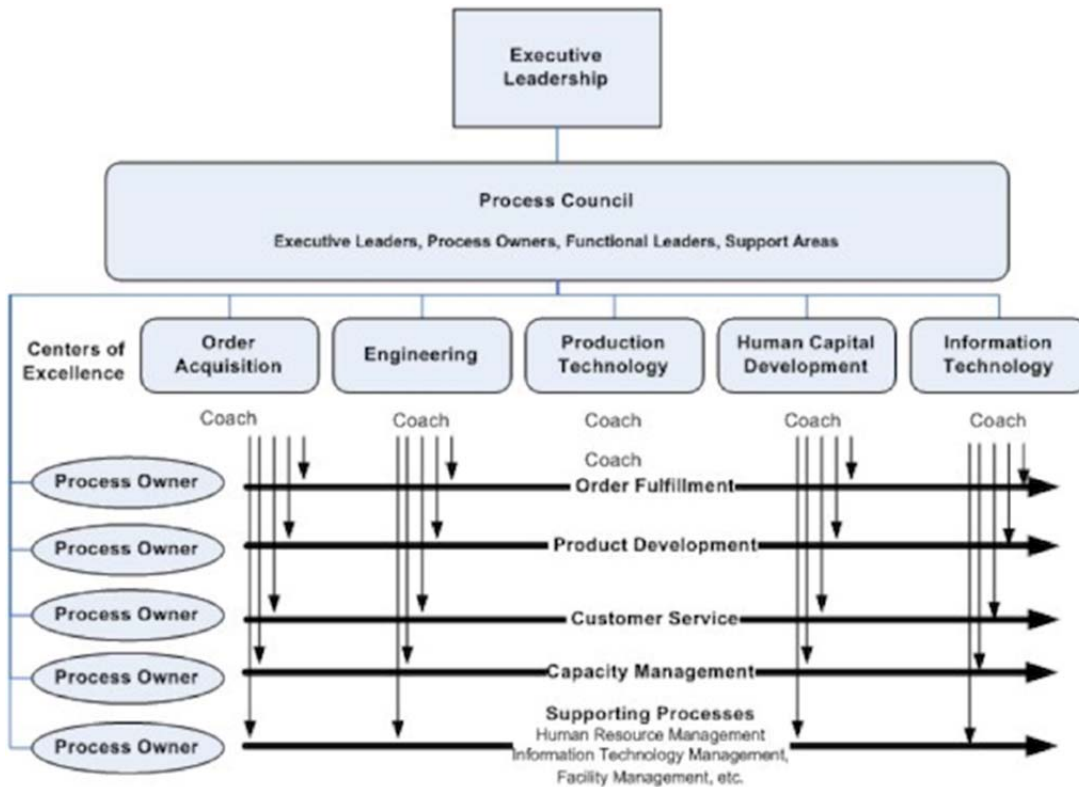 Executive
Leadership
Process Council
Executive Leaders, Process Owners, Functional Leaders, Support Areas
Centers of
Excellence
Order
Acquisition
Engineering
Production
Technology
Human Capital
Development
Information
Technology
Coach
Coach
Coach
Coach
Coach
Coach
Process Owner
Order Fulfillment
Process Owner
Product Development
Process Owner
Customer Service
Process Owner
Capacity Management
Process Owner
Supporting Processes
Human Resource Management
Information Technology Management,
Facility Management, etc.